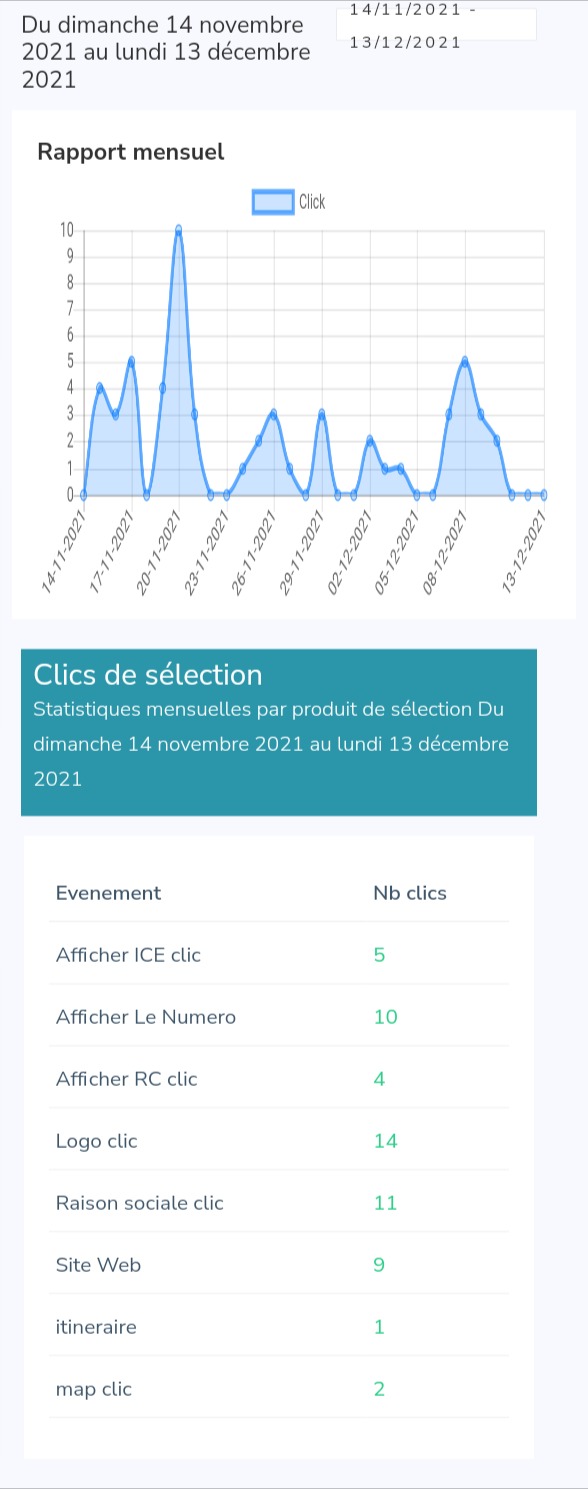 Du dimanche 14 novembre
2021 au lundi 13 décembre
2021
14/11/2021 -
13/12/2021
Rapport mensuel
Click
10
9
8
7
6
5
4
3
2
1
0
14-11-2021
17-11-2021
20-11-2021
23-11-2021
26-11-2021
29-11-2021
02-12-2021
05-12-2021
08-12-2021
13-12-2021
Clics de sélection
Statistiques mensuelles par produit de sélection Du
dimanche 14 novembre 2021 au lundi 13 décembre
2021
Evenement Nb clics
Afficher ICE clic 5
Afficher Le Numero 10
Afficher RC clic 4
Logo clic 14
Raison sociale clic 11
Site Web 9
itineraire 1
map clic 2